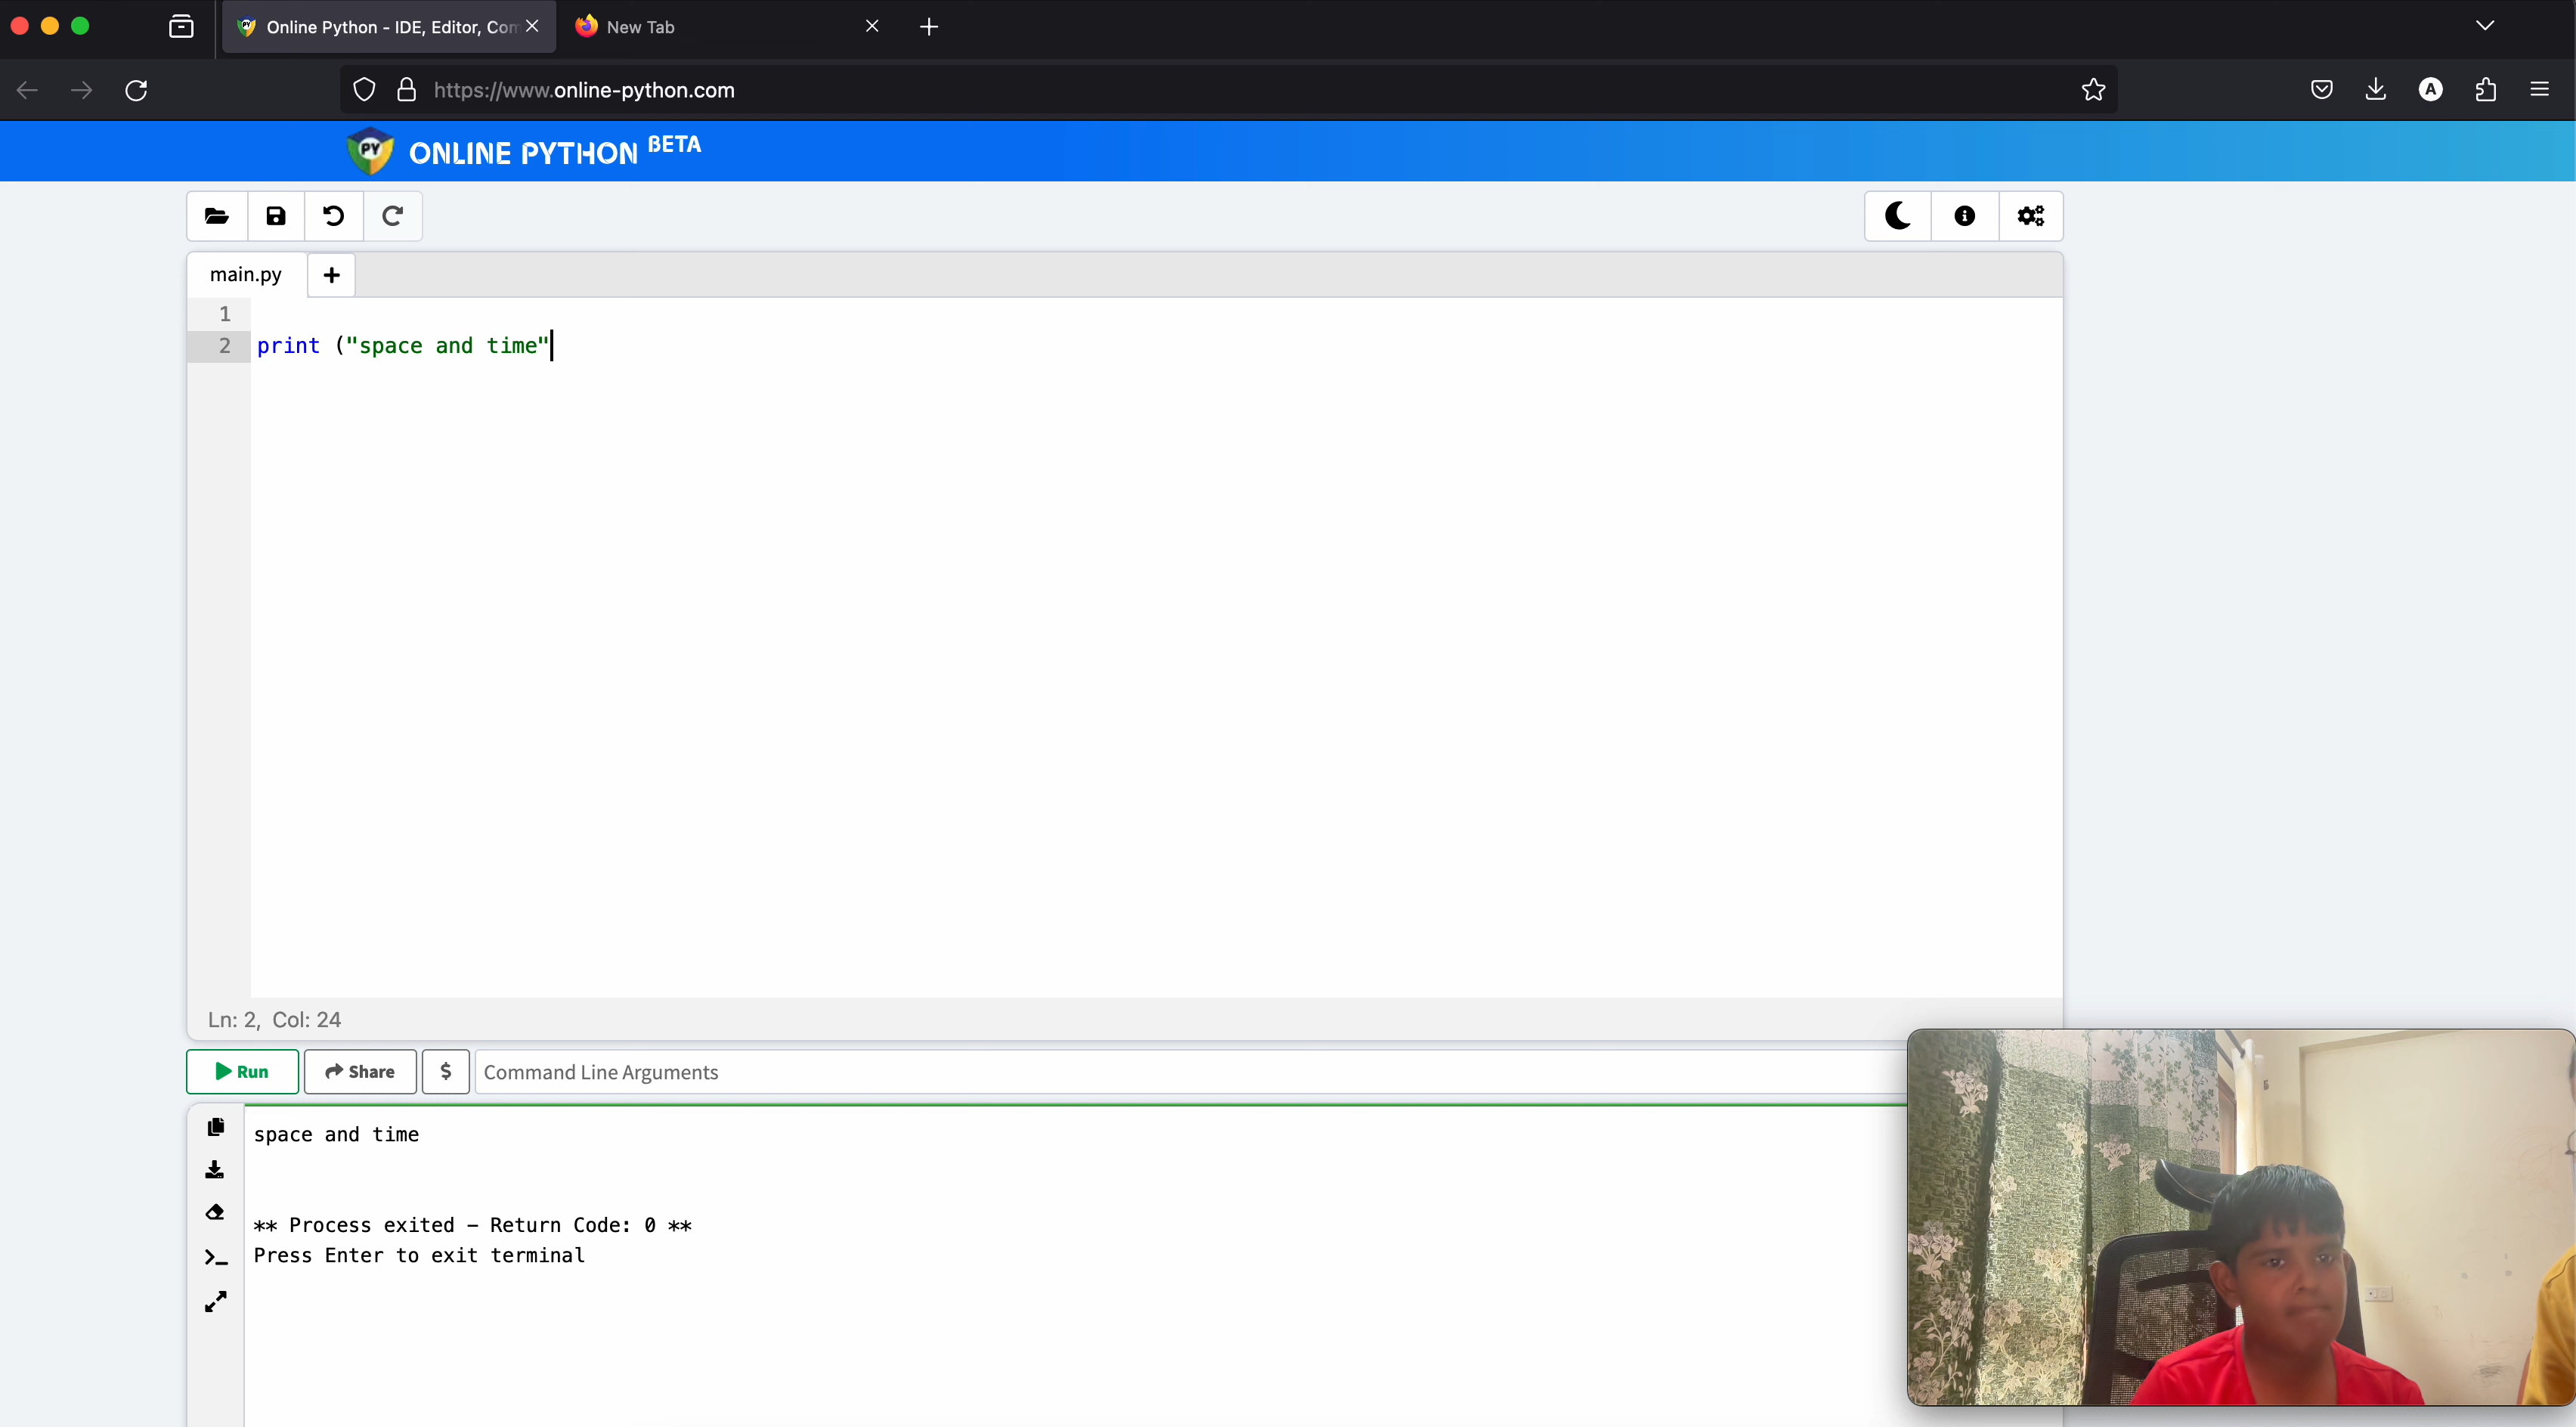 Online Python - IDE, Editor, Com
New Tab
https://www.online-python.com
PY ONLINE PYTHON BETA
main.py
1
2 print ("space and time"
Ln: 2, Col: 24
Run Share $ Command Line Arguments
space and time
** Process exited - Return Code: 0 **
Press Enter to exit terminal